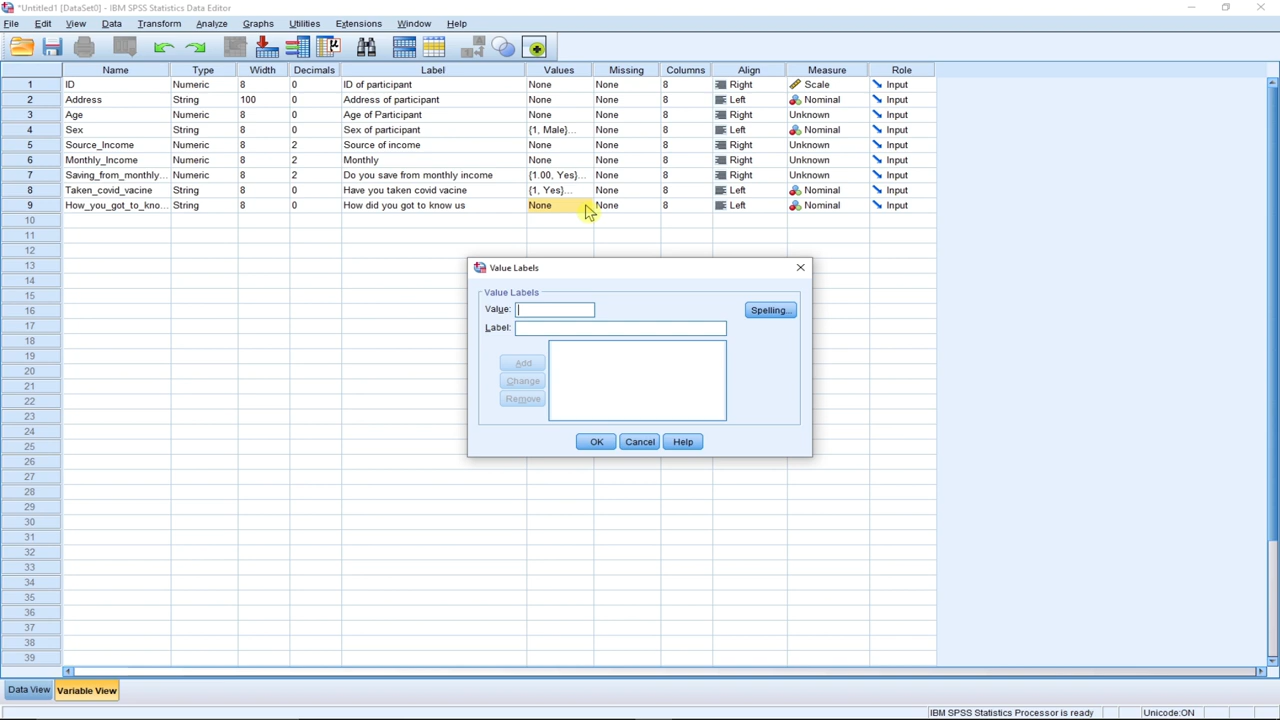 *Untitled1 [DataSet0] - IBM SPSS Statistics Data Editor
File Edit View Data Transform Analyze Graphs Utilities Extensions Window Help
Name Type Width Decimals Label Values Missing Columns Align Measure Role
1 ID Numeric 8 0 ID of participant None None 8 Right Scale Input
2 Address String 100 0 Address of participant None None 8 Left Nominal Input
3 Age Numeric 8 0 Age of Participant None None 8 Right Unknown Input
4 Sex String 8 0 Sex of participant {1, Male}... None 8 Left Nominal Input
5 Source_Income Numeric 8 2 Source of income None None 8 Right Unknown Input
6 Monthly_Income Numeric 8 2 Monthly None None 8 Right Unknown Input
7 Saving_from_monthly... Numeric 8 2 Do you save from monthly income {1.00, Yes}... None 8 Right Unknown Input
8 Taken_covid_vacine String 8 0 Have you taken covid vacine {1, Yes}... None 8 Left Nominal Input
9 How_you_got_to_kno... String 8 0 How did you got to know us None None 8 Left Nominal Input
10
11
12
13
14
15
16
17
18
19
20
21
22
23
24
25
26
27
28
29
30
31
32
33
34
35
36
37
38
39
Value Labels
Value Labels
Value: Spelling...
Label:
Add
Change
Remove
OK Cancel Help
Data View Variable View
IBM SPSS Statistics Processor is ready Unicode:ON